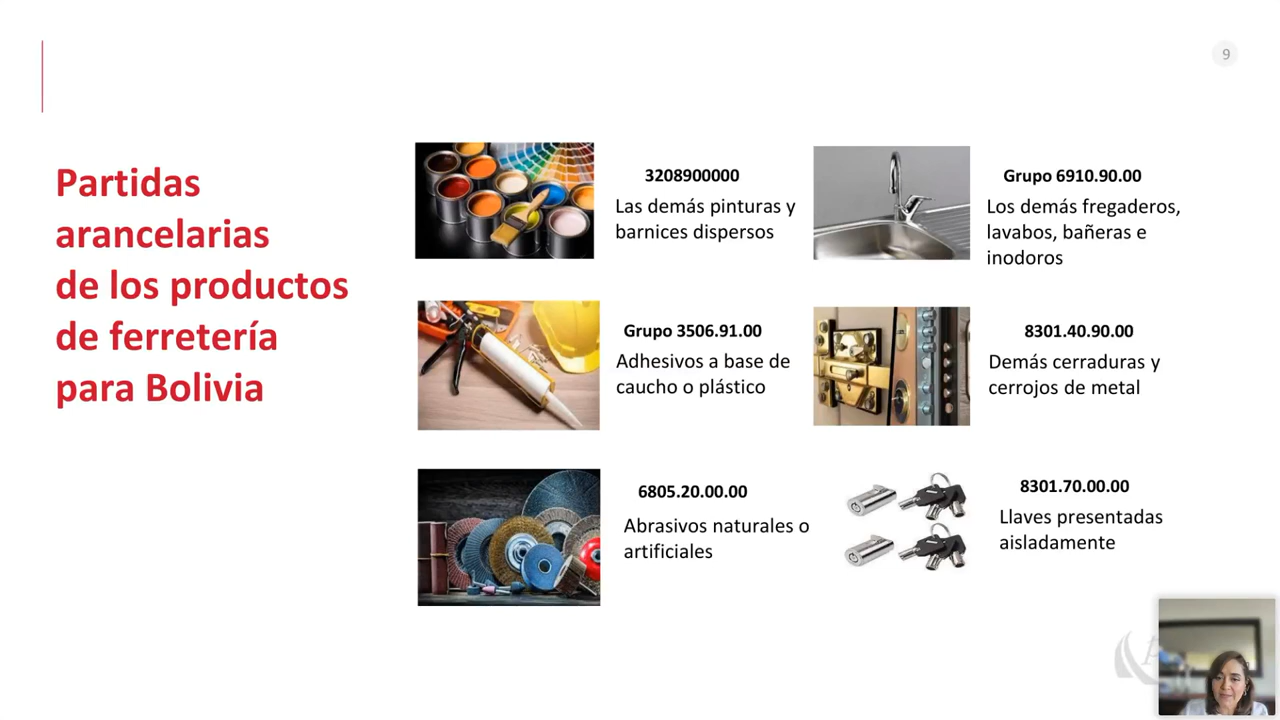 9
Partidas
arancelarias
de los productos
de ferretería
para Bolivia
3208900000
Las demás pinturas y
barnices dispersos
Grupo 6910.90.00
Los demás fregaderos,
lavabos, bañeras e
inodoros
Grupo 3506.91.00
Adhesivos a base de
caucho o plástico
8301.40.90.00
Demás cerraduras y
cerrojos de metal
6805.20.00.00
Abrasivos naturales o
artificiales
8301.70.00.00
Llaves presentadas
aisladamente